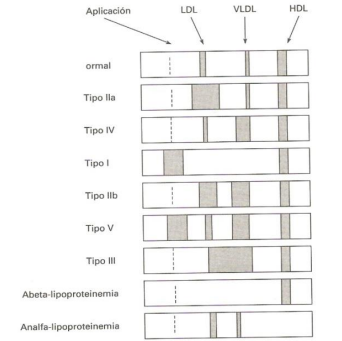 Aplicación LDL VLDL HDL
ormal
Tipo IIa
Tipo IV
Tipo I
Tipo IIb
Tipo V
Tipo III
Abeta-lipoproteinemia
Analfa-lipoproteinemia